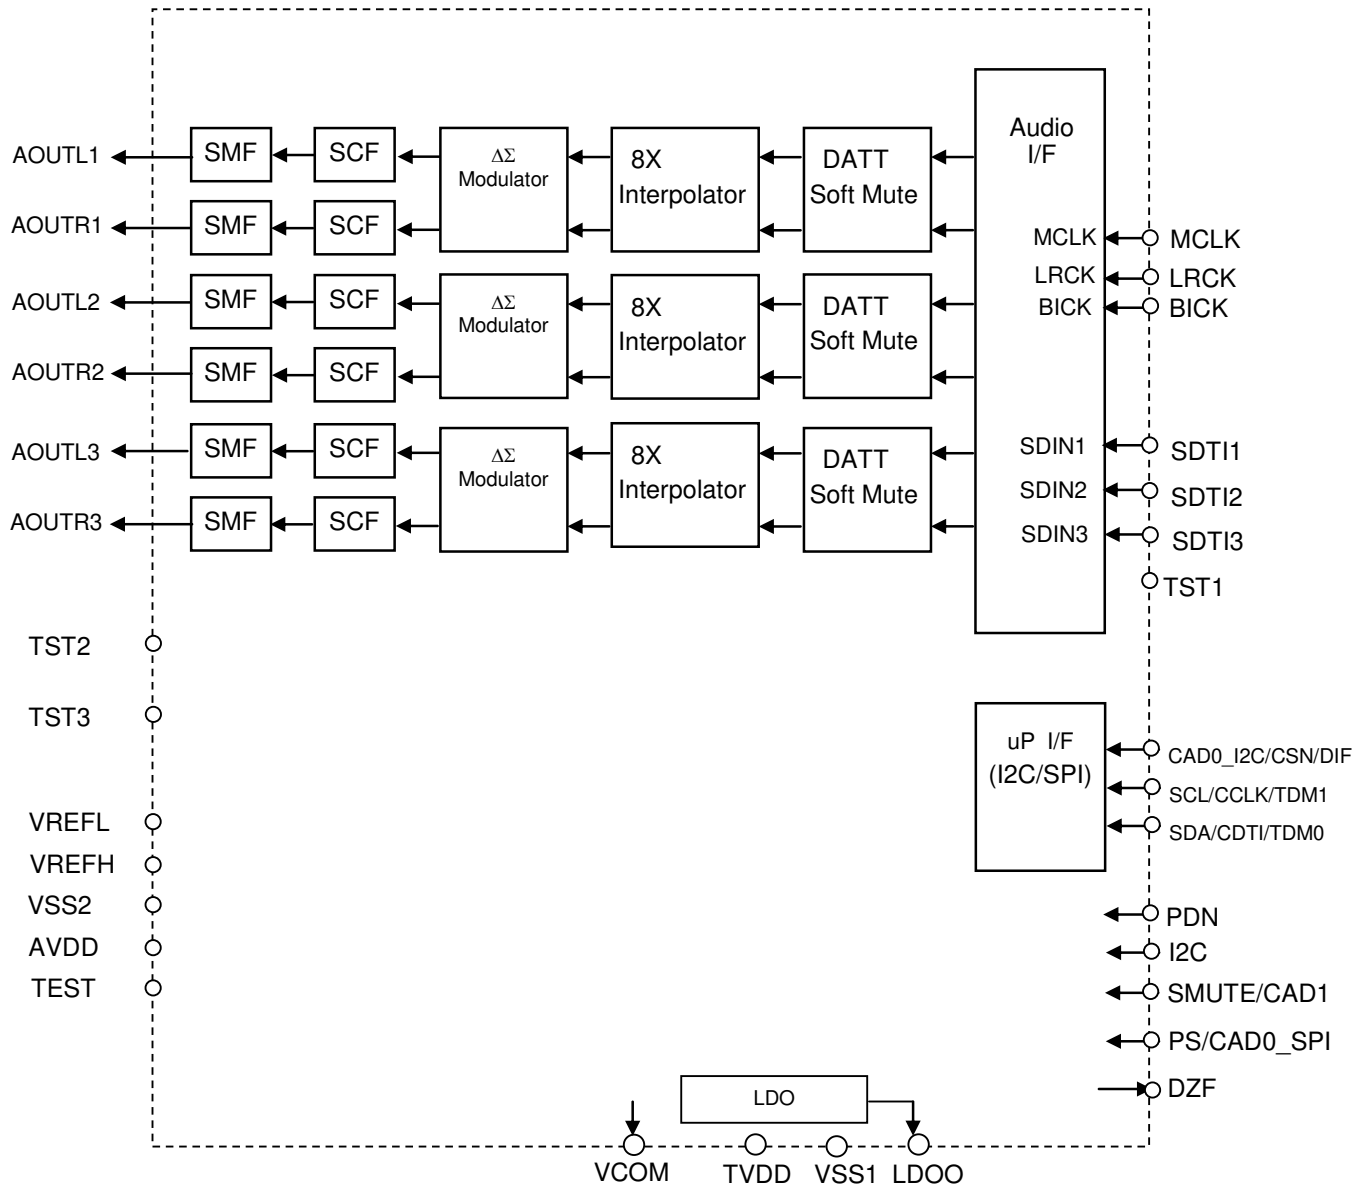 Audio
I/F
AOUTL1
SMF
SCF
ΔΣ
Modulator
8X
Interpolator
DATT
Soft Mute
AOUTR1
SMF
SCF
MCLK
MCLK
AOUTL2
SMF
SCF
ΔΣ
Modulator
8X
Interpolator
DATT
Soft Mute
LRCK
LRCK
BICK
BICK
AOUTR2
SMF
SCF
AOUTL3
SMF
SCF
ΔΣ
Modulator
8X
Interpolator
DATT
Soft Mute
SDIN1
SDTI1
SDIN2
SDTI2
AOUTR3
SMF
SCF
SDIN3
SDTI3
TST1
TST2
TST3
uP I/F
(I2C/SPI)
CAD0_I2C/CSN/DIF
SCL/CCLK/TDM1
SDA/CDTI/TDM0
VREFL
VREFH
VSS2
AVDD
TEST
PDN
I2C
SMUTE/CAD1
PS/CAD0_SPI
DZF
LDO
VCOM
TVDD
VSS1
LDOO